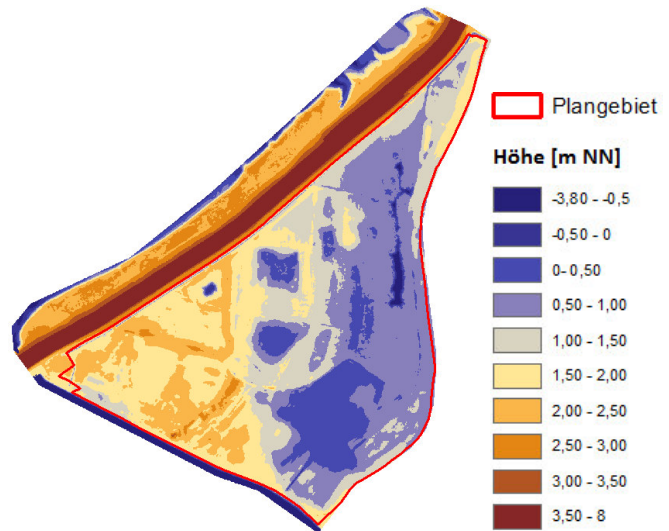 Plangebiet
Höhe [m NN]
-3,80 - -0,5
-0,50 - 0
0- 0,50
0,50 - 1,00
1,00 - 1,50
1,50 - 2,00
2,00 - 2,50
2,50 - 3,00
3,00 - 3,50
3,50 - 8